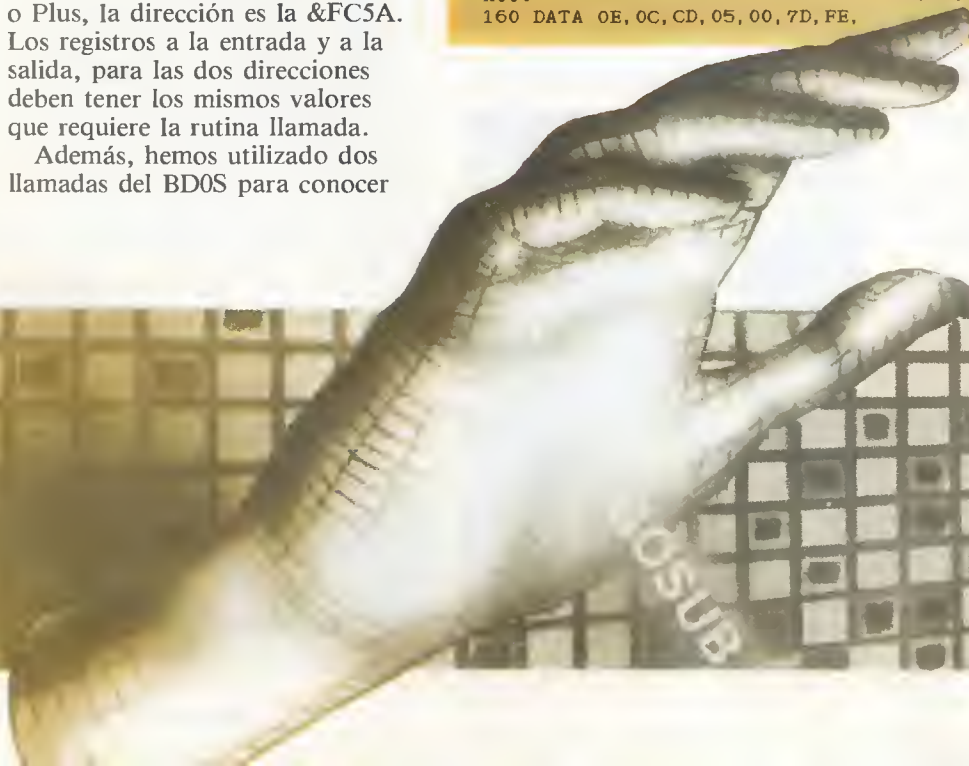 o Plus, la dirección es la &FC5A.
Los registros a la entrada y a la
salida, para las dos direcciones
deben tener los mismos valores
que requiere la rutina llamada.
Además, hemos utilizado dos
llamadas del BD0S para conocer
160 DATA 0E,0C,CD,05,00,7D,FE,
OSUB